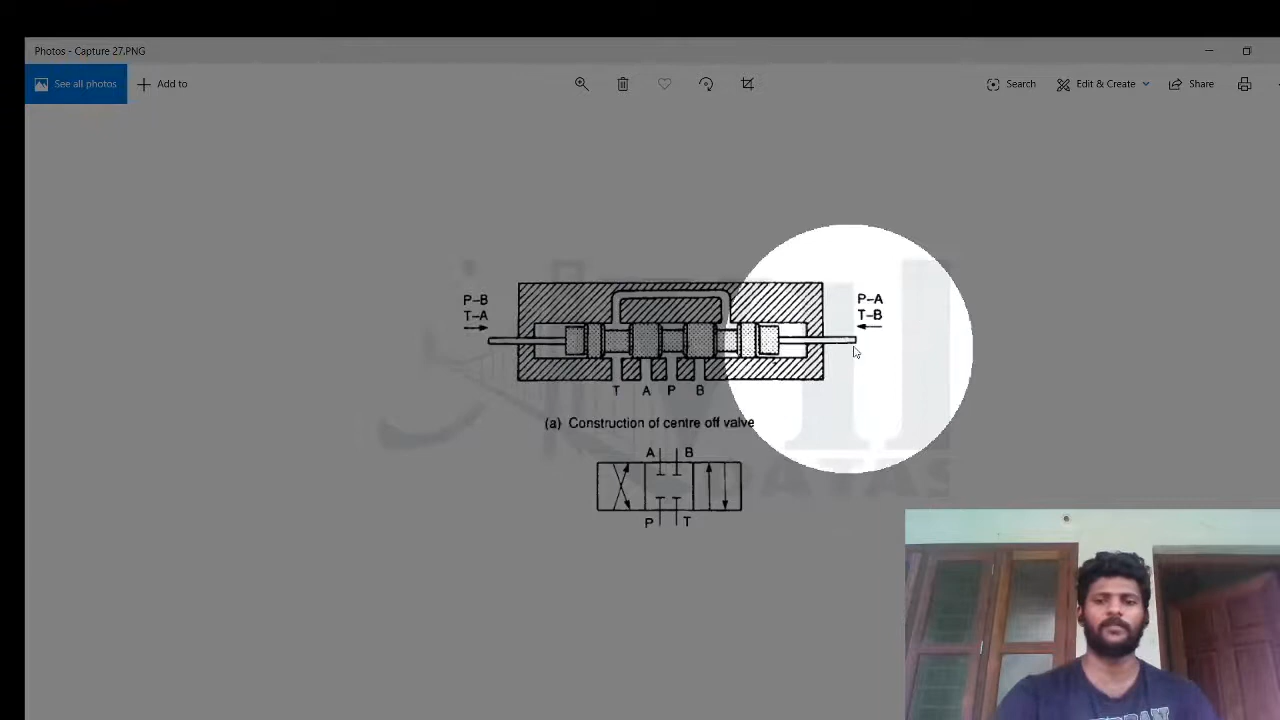 Photos - Capture 27.PNG
See all photos
Add to
Search
Edit & Create
Share
P–B
T–A
P–A
T–B
T A P B
(a) Construction of centre off valve
A B
P T